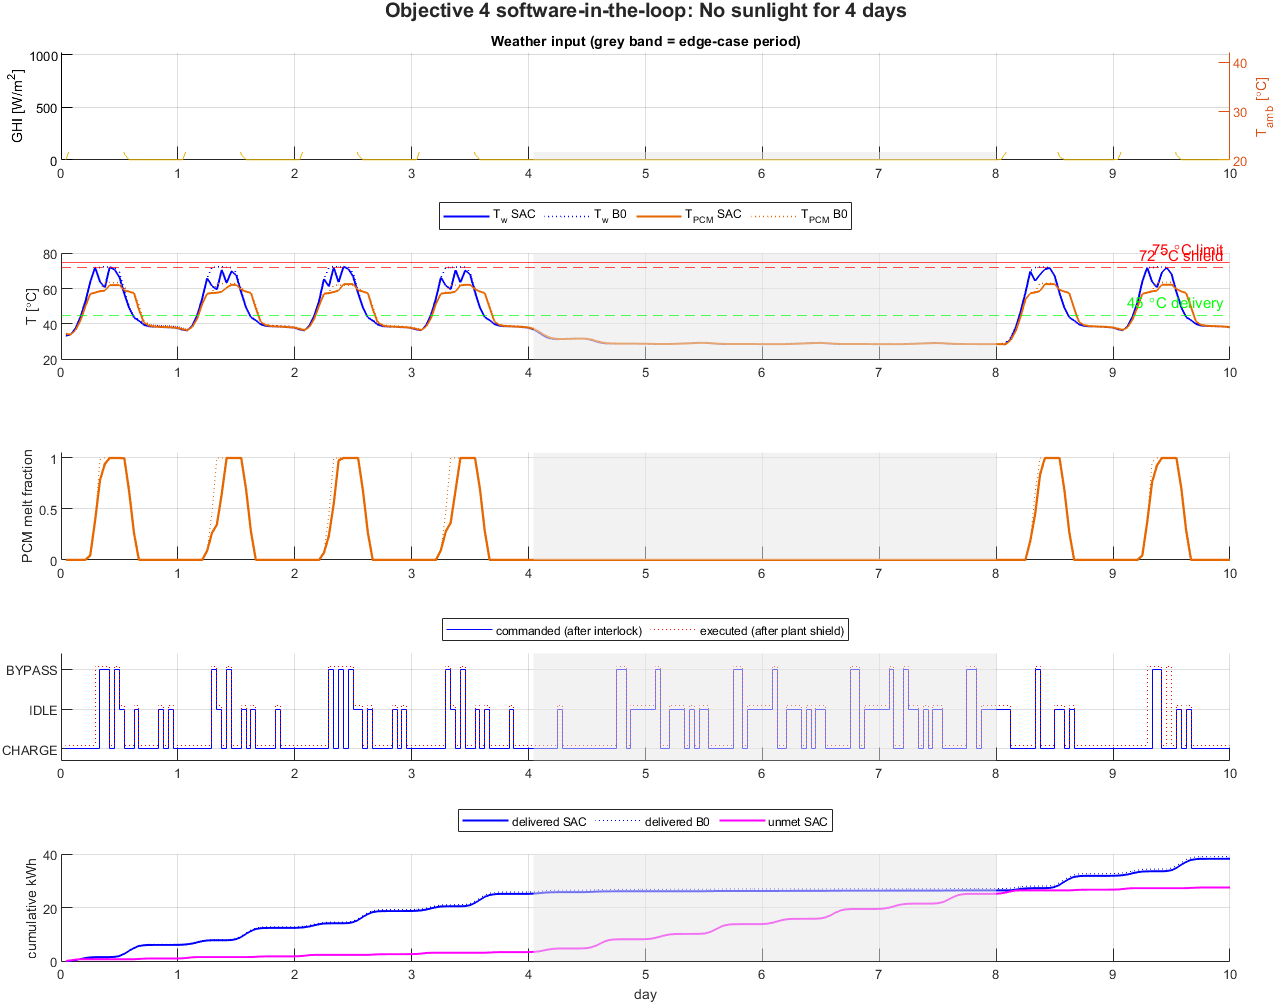 Objective 4 software-in-the-loop: No sunlight for 4 days
Weather input (grey band = edge-case period)
GHI [W/m2]
1000
500
0
40
30
20
Tamb [°C]
0 1 2 3 4 5 6 7 8 9 10
Tw SAC Tw B0 TPCM SAC TPCM B0
T [°C]
80
60
40
20
75 °C limit
72 °C shield
45 °C delivery
0 1 2 3 4 5 6 7 8 9 10
PCM melt fraction
1
0.5
0
0 1 2 3 4 5 6 7 8 9 10
commanded (after interlock) executed (after plant shield)
BYPASS
IDLE
CHARGE
0 1 2 3 4 5 6 7 8 9 10
delivered SAC delivered B0 unmet SAC
cumulative kWh
40
20
0
0 1 2 3 4 5 6 7 8 9 10
day